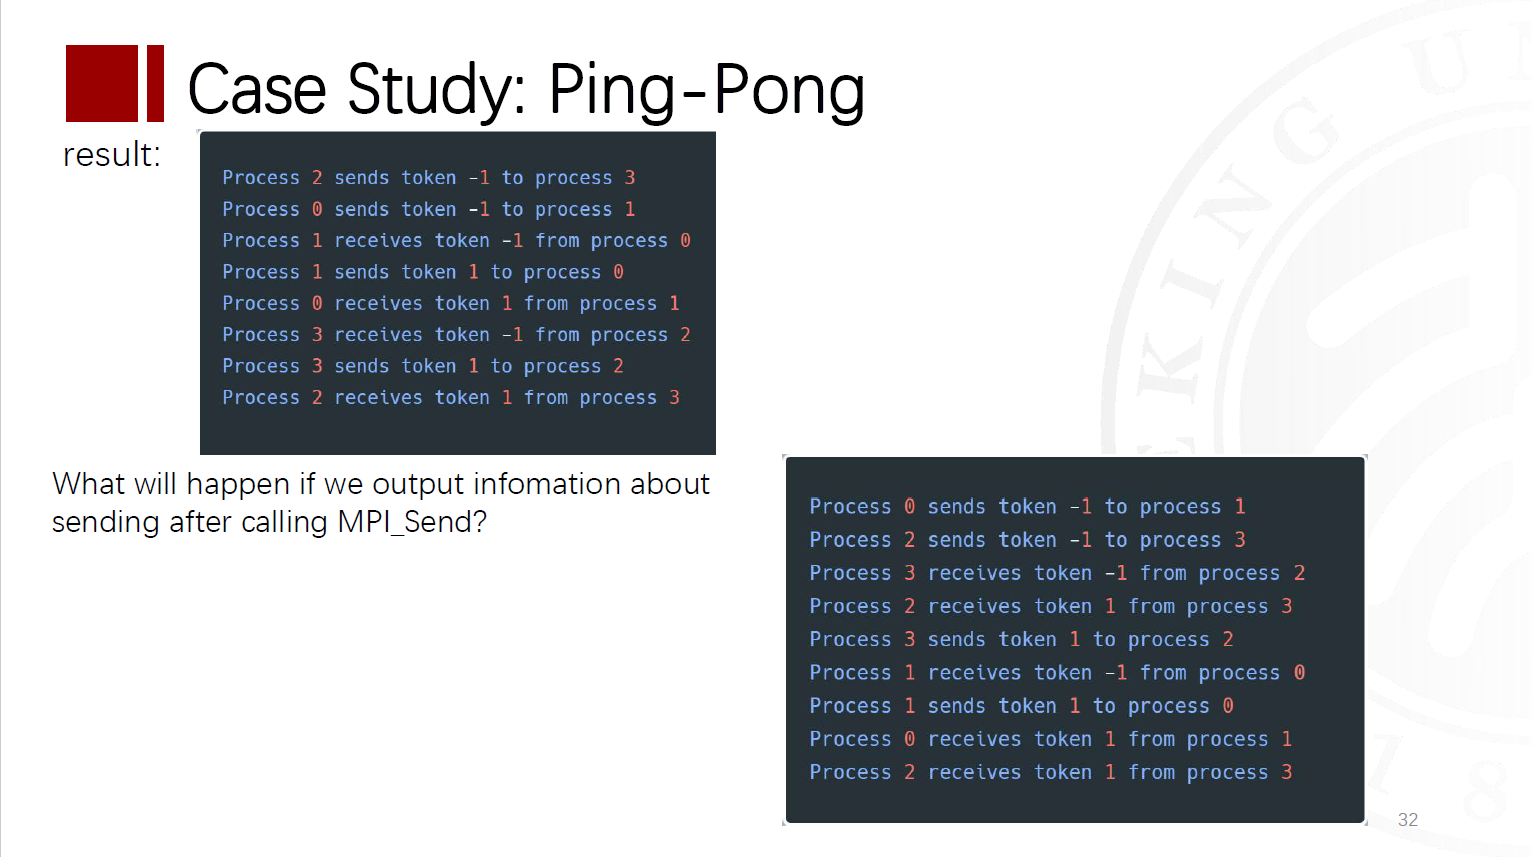 Case Study: Ping-Pong
result:
Process 2 sends token -1 to process 3
Process 0 sends token -1 to process 1
Process 1 receives token -1 from process 0
Process 1 sends token 1 to process 0
Process 0 receives token 1 from process 1
Process 3 receives token -1 from process 2
Process 3 sends token 1 to process 2
Process 2 receives token 1 from process 3
What will happen if we output infomation about
sending after calling MPI_Send?
Process 0 sends token -1 to process 1
Process 2 sends token -1 to process 3
Process 3 receives token -1 from process 2
Process 2 receives token 1 from process 3
Process 3 sends token 1 to process 2
Process 1 receives token -1 from process 0
Process 1 sends token 1 to process 0
Process 0 receives token 1 from process 1
Process 2 receives token 1 from process 3
32